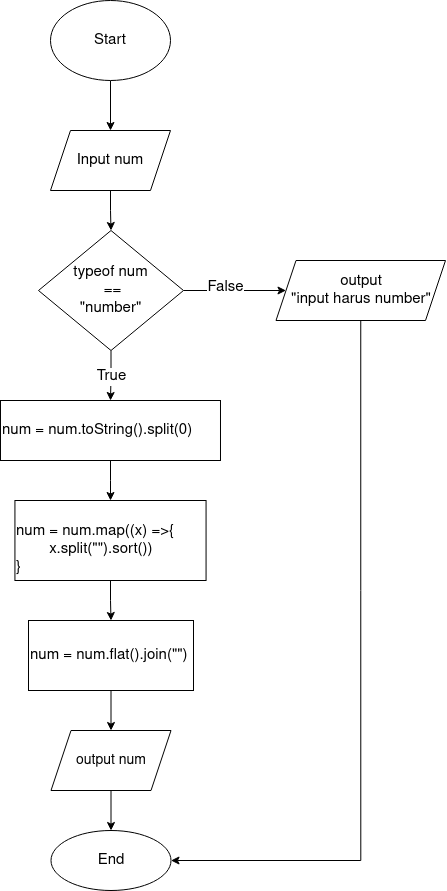 Start
Input num
typeof num
==
"number"
False
output
"input harus number"
True
num = num.toString().split(0)
num = num.map((x) =>{
x.split("").sort())
}
num = num.flat().join("")
output num
End